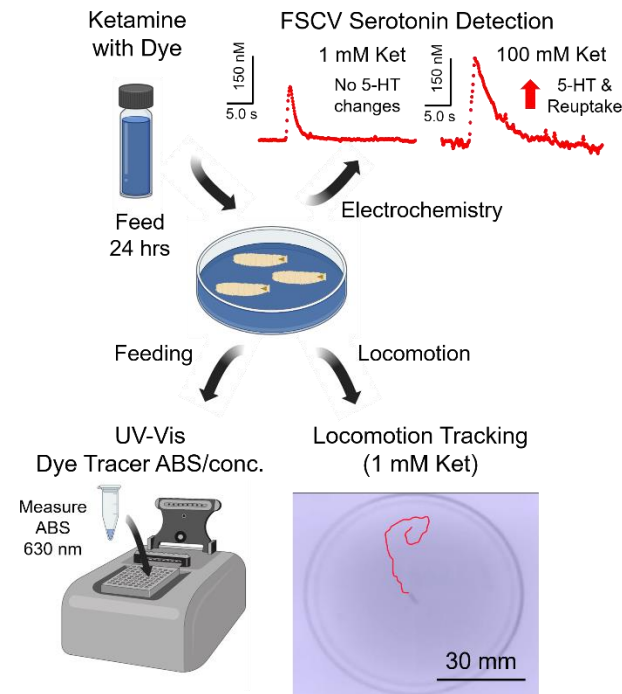 Ketamine
with Dye
FSCV Serotonin Detection
150 nM
5.0 s
1 mM Ket
No 5-HT
changes
150 nM
5.0 s
100 mM Ket
5-HT &
Reuptake
Feed
24 hrs
Electrochemistry
Feeding
Locomotion
UV-Vis
Dye Tracer ABS/conc.
Measure
ABS
630 nm
Locomotion Tracking
(1 mM Ket)
30 mm